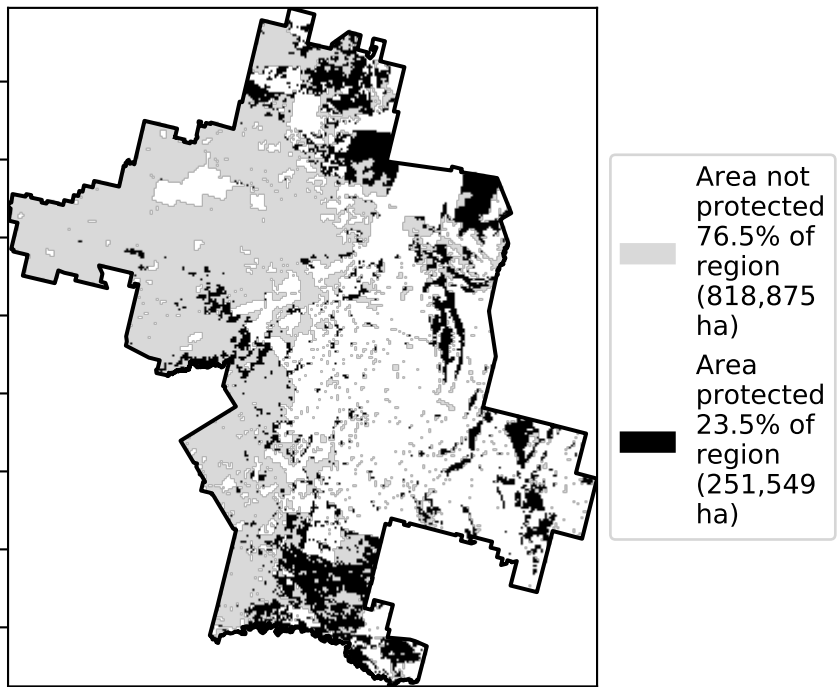 Area not
protected
76.5% of
region
(818,875
ha)
Area
protected
23.5% of
region
(251,549
ha)